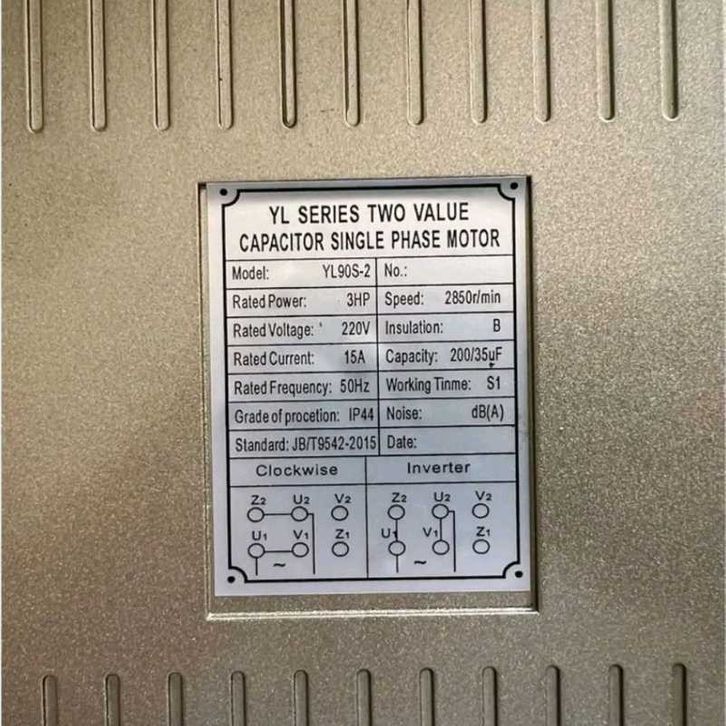 YL SERIES TWO VALUE
CAPACITOR SINGLE PHASE MOTOR
Model: YL90S-2 No.:
Rated Power: 3HP Speed: 2850r/min
Rated Voltage: 220V Insulation: B
Rated Current: 15A Capacity: 200/35uF
Rated Frequency: 50Hz Working Tinme: S1
Grade of procetion: IP44 Noise: dB(A)
Standard: JB/T9542-2015 Date:
Clockwise Inverter
Z2 U2 V2 Z2 U2 V2
U1 V1 Z1 U1 V1 Z1
~ ~